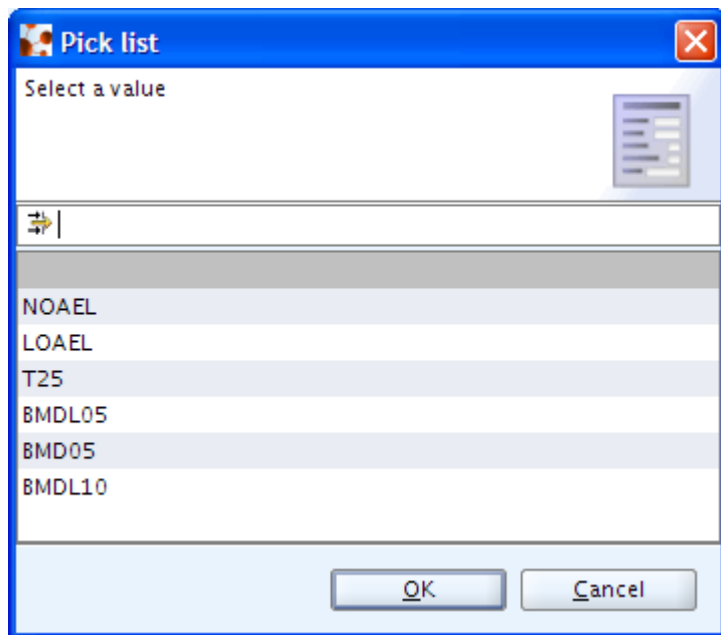 Pick list
Select a value
NOAEL
LOAEL
T25
BMDL05
BMD05
BMDL10
OK Cancel